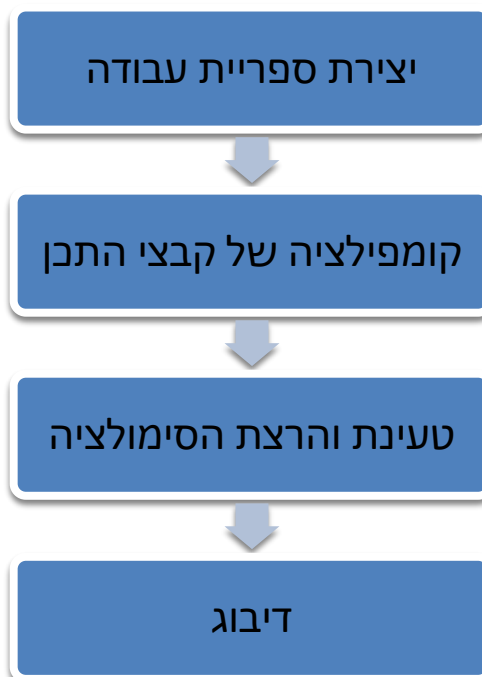 יצירת ספריית עבודה
קומפילציה של קבצי התכן
טעינת והרצת הסימולציה
דיבוג